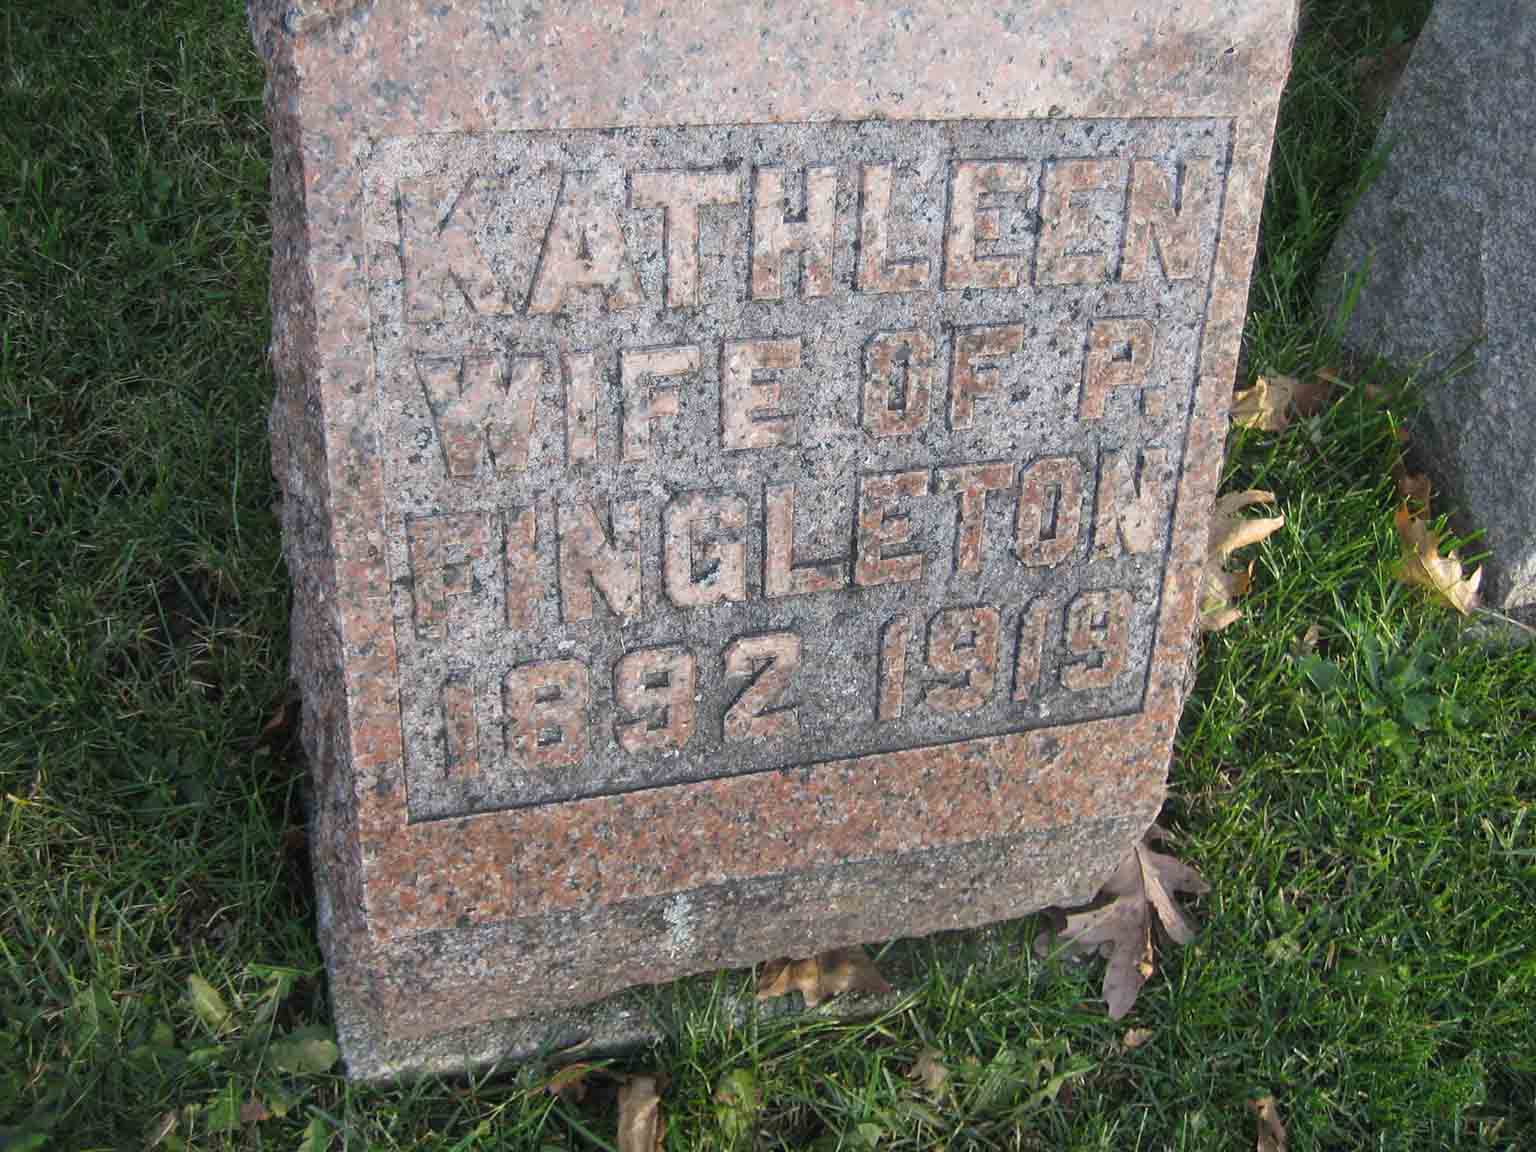 KATHLEEN
WIFE OF P.
FINGLETON
1892 1919